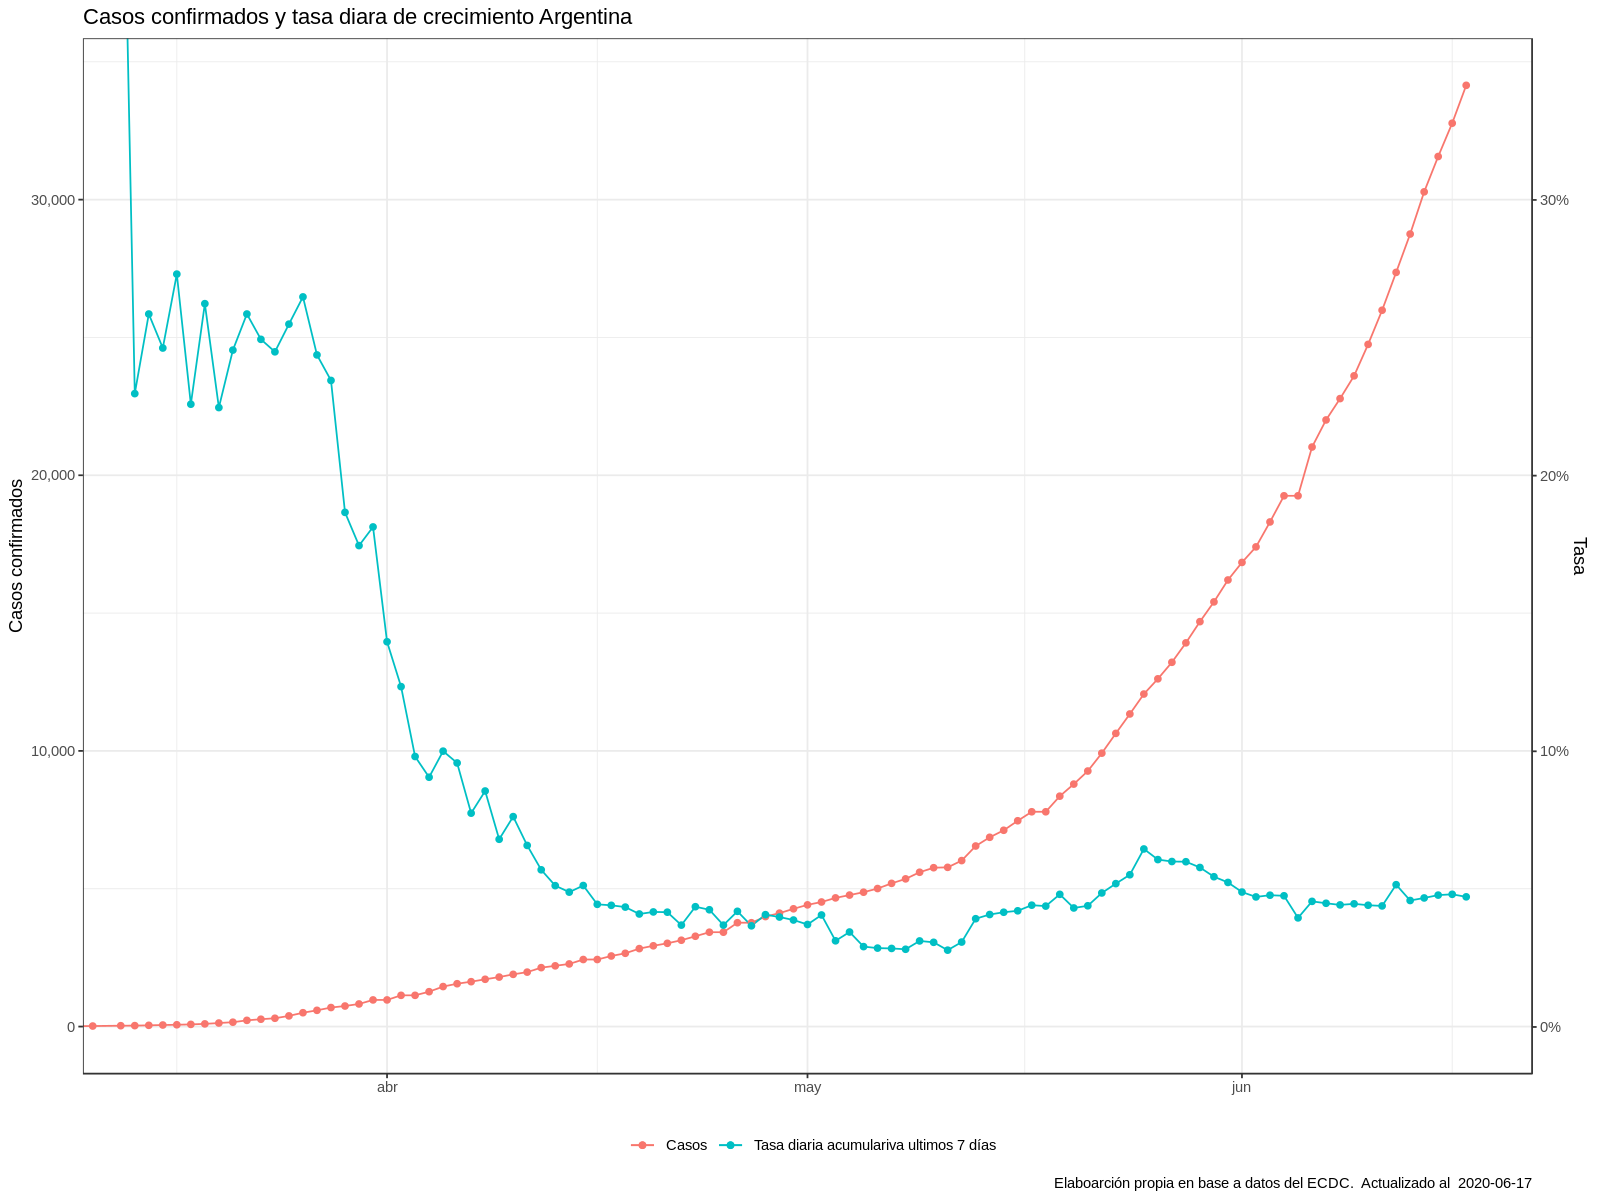 Casos confirmados y tasa diara de crecimiento Argentina
30,000
20,000
10,000
0
Casos confirmados
30%
20%
10%
0%
Tasa
abr may jun
Casos Tasa diaria acumulariva ultimos 7 días
Elaboarción propia en base a datos del ECDC. Actualizado al 2020-06-17